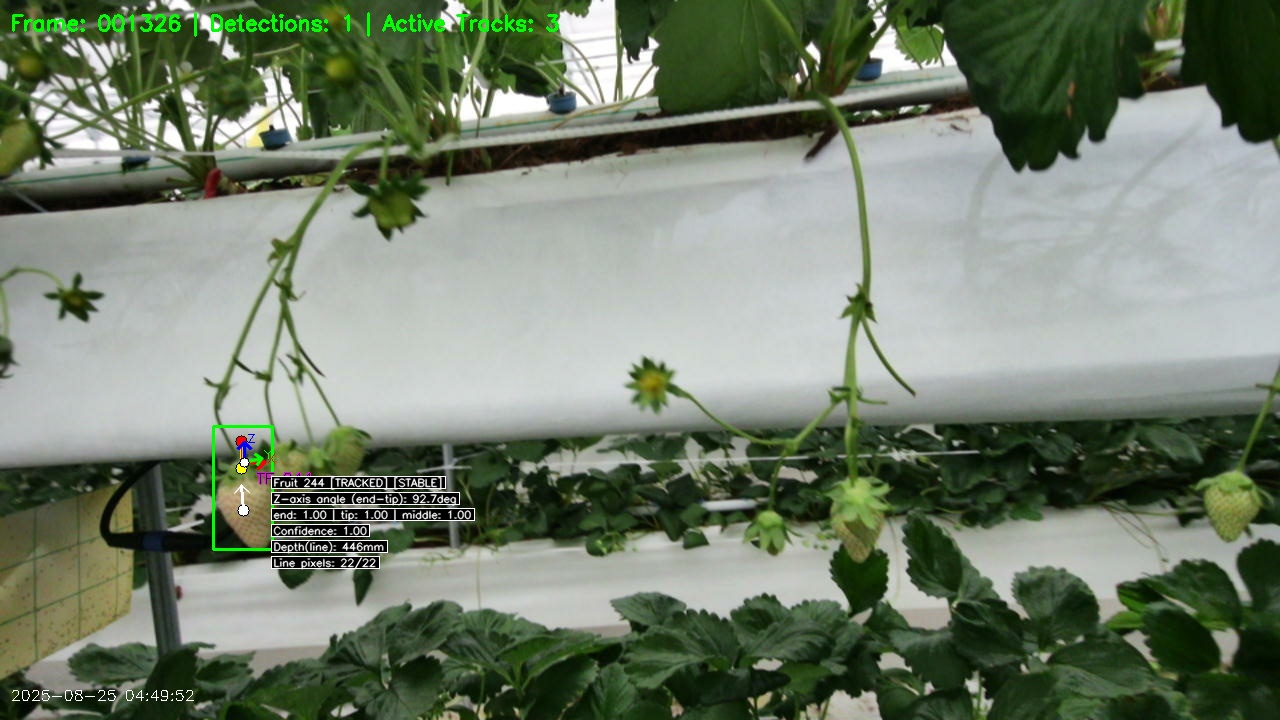 Frame: 001326 | Detections: 1 | Active Tracks: 3
Z
Fruit 244 [TRACKED] [STABLE]
Z-axis angle (end-tip): 92.7deg
end: 1.00 | tip: 1.00 | middle: 1.00
Confidence: 1.00
Depth(line): 446mm
Line pixels: 22/22
2026-08-25 04:49:52